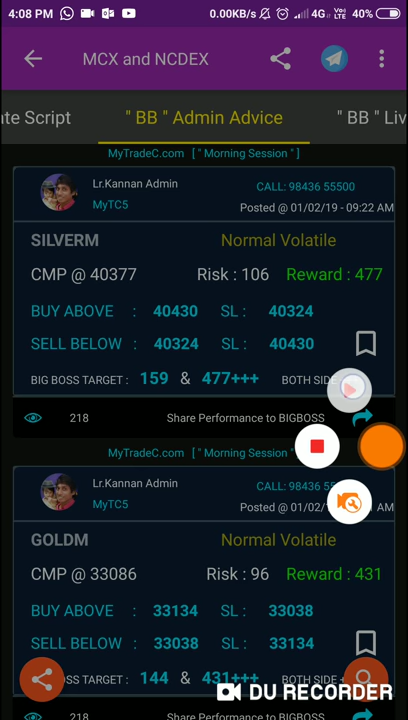 4:08 PM 0.00KB/s 4G Vo) LTE 40%
MCX and NCDEX
te Script " BB " Admin Advice " BB " Liv
MyTradeC.com [ " Morning Session " ]
Lr.Kannan Admin CALL: 98436 55500
MyTC5 Posted @ 01/02/19 - 09:22 AM
SILVERM Normal Volatile
CMP @ 40377 Risk : 106 Reward : 477
BUY ABOVE : 40430 SL : 40324
SELL BELOW : 40324 SL : 40430
BIG BOSS TARGET : 159 & 477+++ BOTH SIDE
218 Share Performance to BIGBOSS
MyTradeC.com [ " Morning Session "
Lr.Kannan Admin CALL: 98436 55
MyTC5 Posted @ 01/02/ AM
GOLDM Normal Volatile
CMP @ 33086 Risk : 96 Reward : 431
BUY ABOVE : 33134 SL : 33038
SELL BELOW : 33038 SL : 33134
OSS TARGET : 144 & 431+++ BOTH SIDE
DU RECORDER
218 Share Performance to BIGBOSS